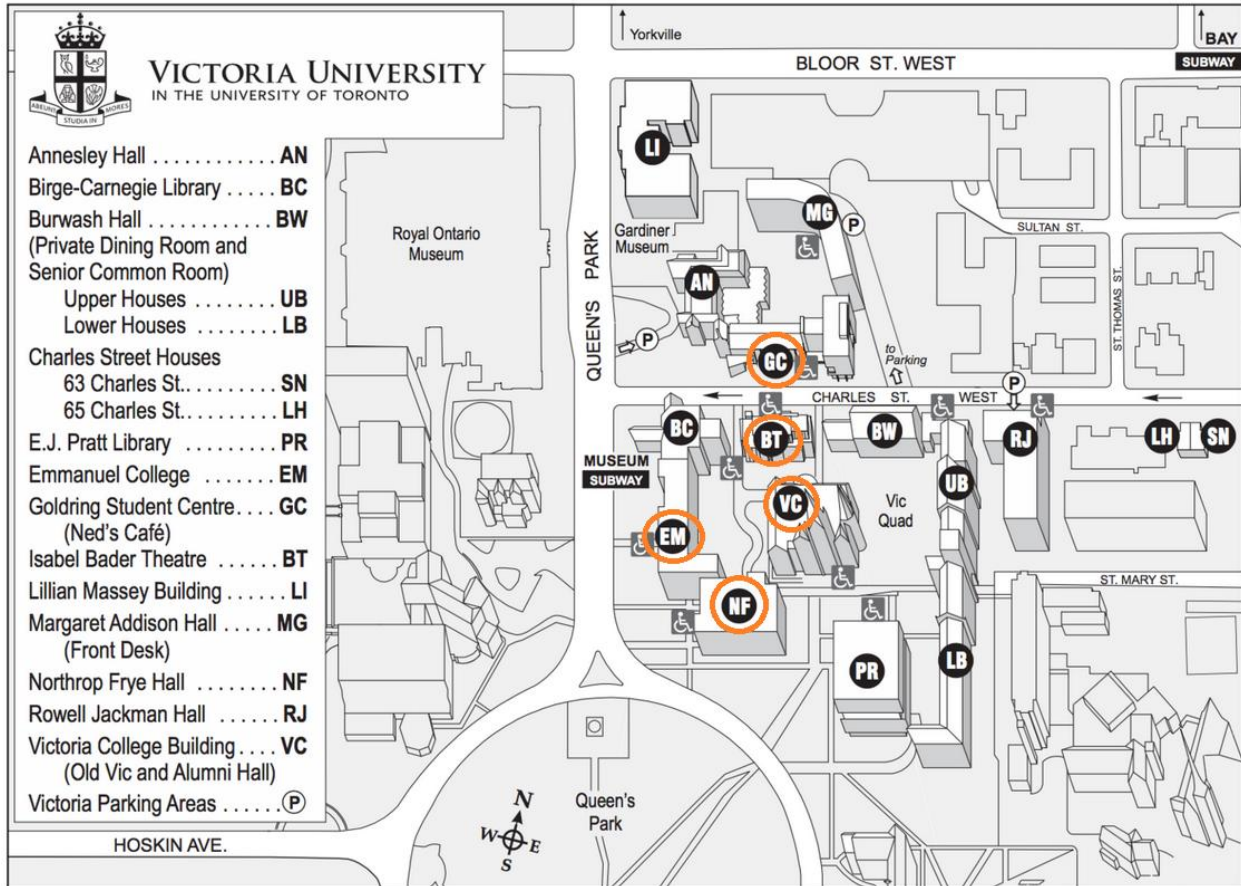 VICTORIA UNIVERSITY
IN THE UNIVERSITY OF TORONTO
ABEUNT STUDIA IN MORES
Annesley Hall . . . . . . . . . . . . AN
Birge-Carnegie Library . . . . . BC
Burwash Hall . . . . . . . . . . . . BW
(Private Dining Room and
Senior Common Room)
Upper Houses . . . . . . . . UB
Lower Houses . . . . . . . . LB
Charles Street Houses
63 Charles St.. . . . . . . . . SN
65 Charles St.. . . . . . . . . LH
E.J. Pratt Library . . . . . . . . . PR
Emmanuel College . . . . . . . EM
Goldring Student Centre. . . . GC
(Ned's Café)
Isabel Bader Theatre . . . . . . BT
Lillian Massey Building . . . . . LI
Margaret Addison Hall . . . . . MG
(Front Desk)
Northrop Frye Hall . . . . . . . . NF
Rowell Jackman Hall . . . . . . RJ
Victoria College Building . . . . VC
(Old Vic and Alumni Hall)
Victoria Parking Areas . . . . . . P
Yorkville
BAY
SUBWAY
BLOOR ST. WEST
LI
MG
P
SULTAN ST.
Gardiner
Museum
Royal Ontario
Museum
QUEEN'S PARK
AN
ST. THOMAS ST.
P
GC
to
Parking
P
CHARLES ST. WEST
BC
BT
BW
RJ
LH
SN
MUSEUM
SUBWAY
UB
VC
Vic
Quad
EM
ST. MARY ST.
NF
PR
LB
Queen's
Park
N
W
E
S
HOSKIN AVE.